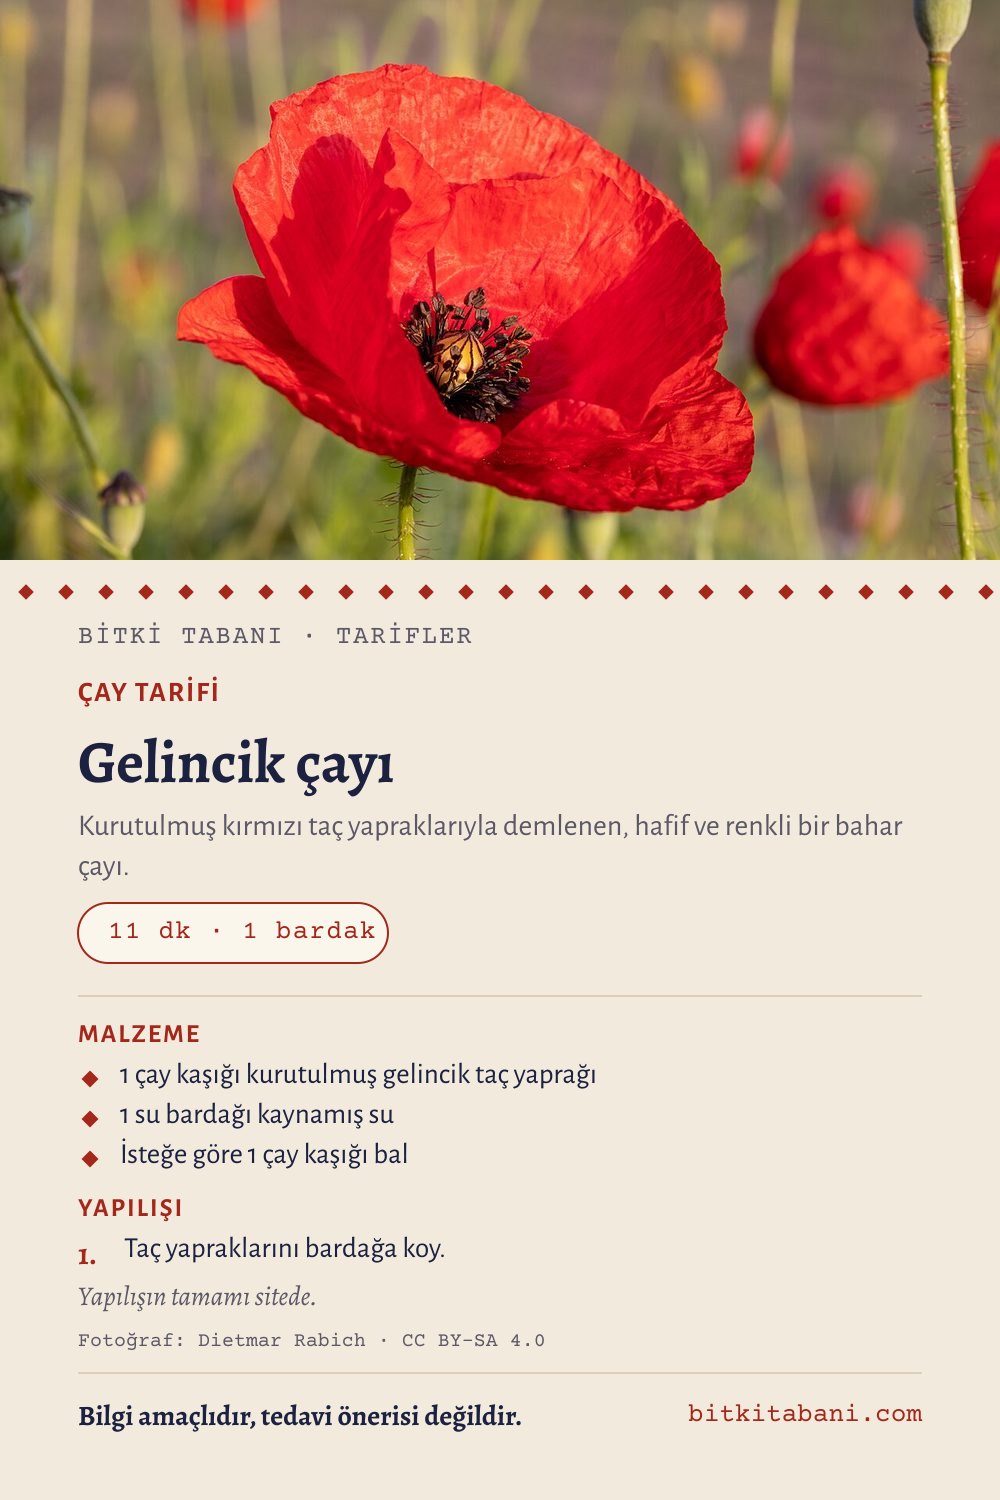 BİTKİ TABANI · TARİFLER
ÇAY TARİFİ
Gelincik çayı
Kurutulmuş kırmızı taç yapraklarıyla demlenen, hafif ve renkli bir bahar
çayı.
11 dk · 1 bardak
MALZEME
1 çay kaşığı kurutulmuş gelincik taç yaprağı
1 su bardağı kaynamış su
İsteğe göre 1 çay kaşığı bal
YAPILIŞI
1. Taç yapraklarını bardağa koy.
Yapılışın tamamı sitede.
Fotoğraf: Dietmar Rabich · CC BY-SA 4.0
Bilgi amaçlıdır, tedavi önerisi değildir. bitkitabani.com